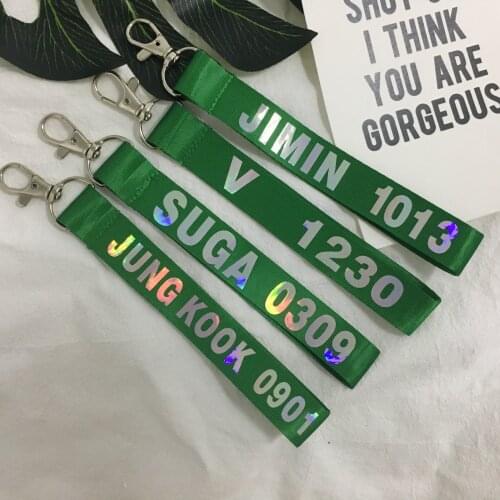 I THINK
YOU ARE
GORGEOUS
JIMIN 1013
V 1230
SUGA 0309
JUNG KOOK 0901